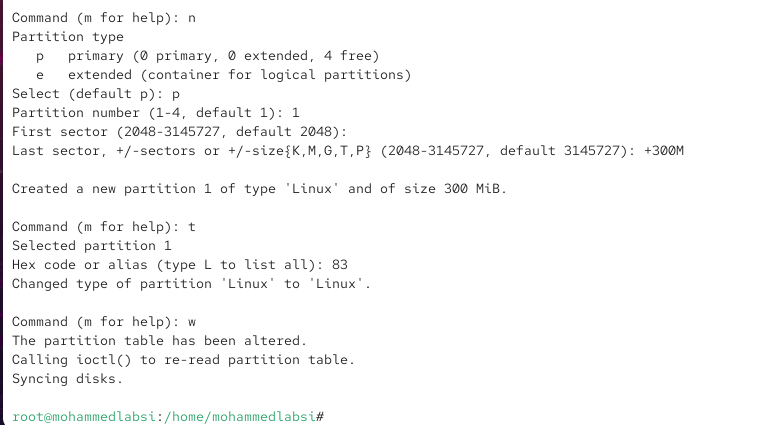 Command (m for help): n
Partition type
   p   primary (0 primary, 0 extended, 4 free)
   e   extended (container for logical partitions)
Select (default p): p
Partition number (1-4, default 1): 1
First sector (2048-3145727, default 2048):
Last sector, +/-sectors or +/-size{K,M,G,T,P} (2048-3145727, default 3145727): +300M

Created a new partition 1 of type 'Linux' and of size 300 MiB.

Command (m for help): t
Selected partition 1
Hex code or alias (type L to list all): 83
Changed type of partition 'Linux' to 'Linux'.

Command (m for help): w
The partition table has been altered.
Calling ioctl() to re-read partition table.
Syncing disks.

root@mohammedlabsi:/home/mohammedlabsi#